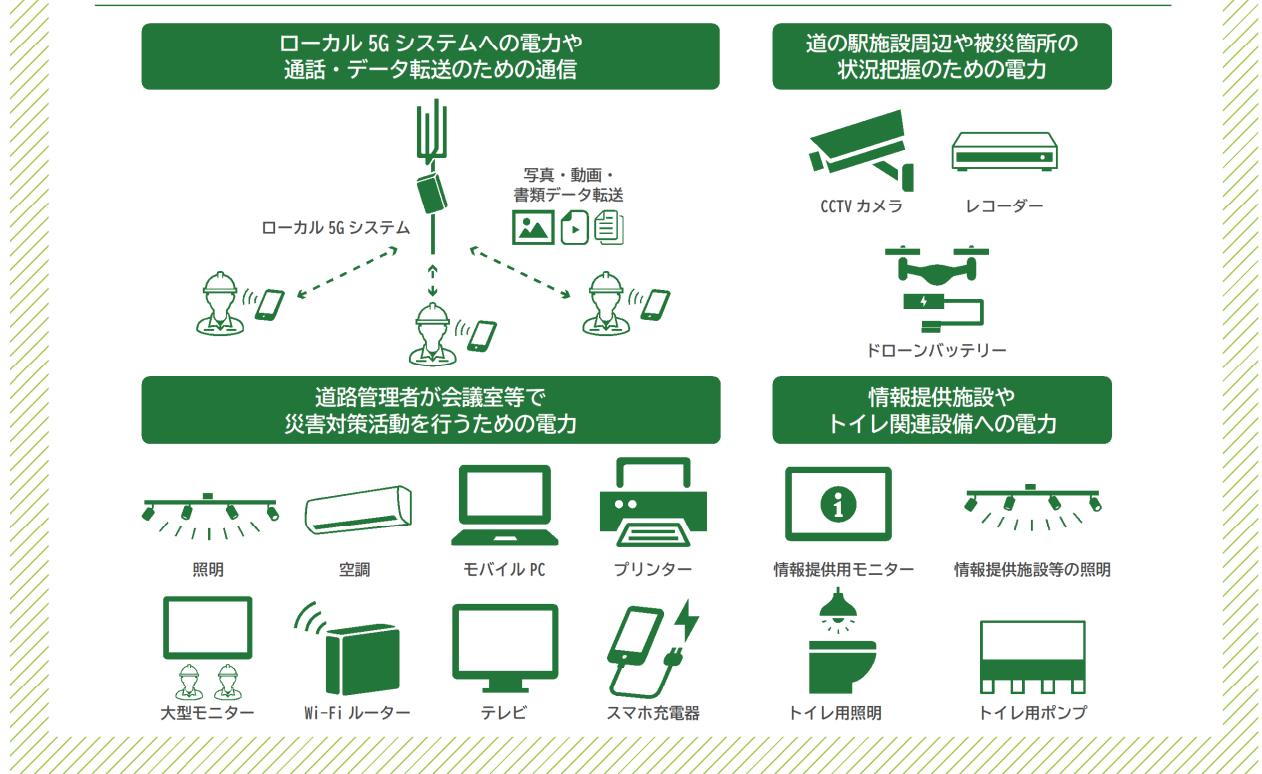 ローカル 5G システムへの電力や
通話・データ転送のための通信
ローカル 5G システム
写真・動画・
書類データ転送
道の駅施設周辺や被災箇所の
状況把握のための電力
CCTV カメラ
レコーダー
ドローンバッテリー
道路管理者が会議室等で
災害対策活動を行うための電力
照明
空調
モバイル PC
プリンター
大型モニター
Wi-Fi ルーター
テレビ
スマホ充電器
情報提供施設や
トイレ関連設備への電力
i
情報提供用モニター
情報提供施設等の照明
トイレ用照明
トイレ用ポンプ